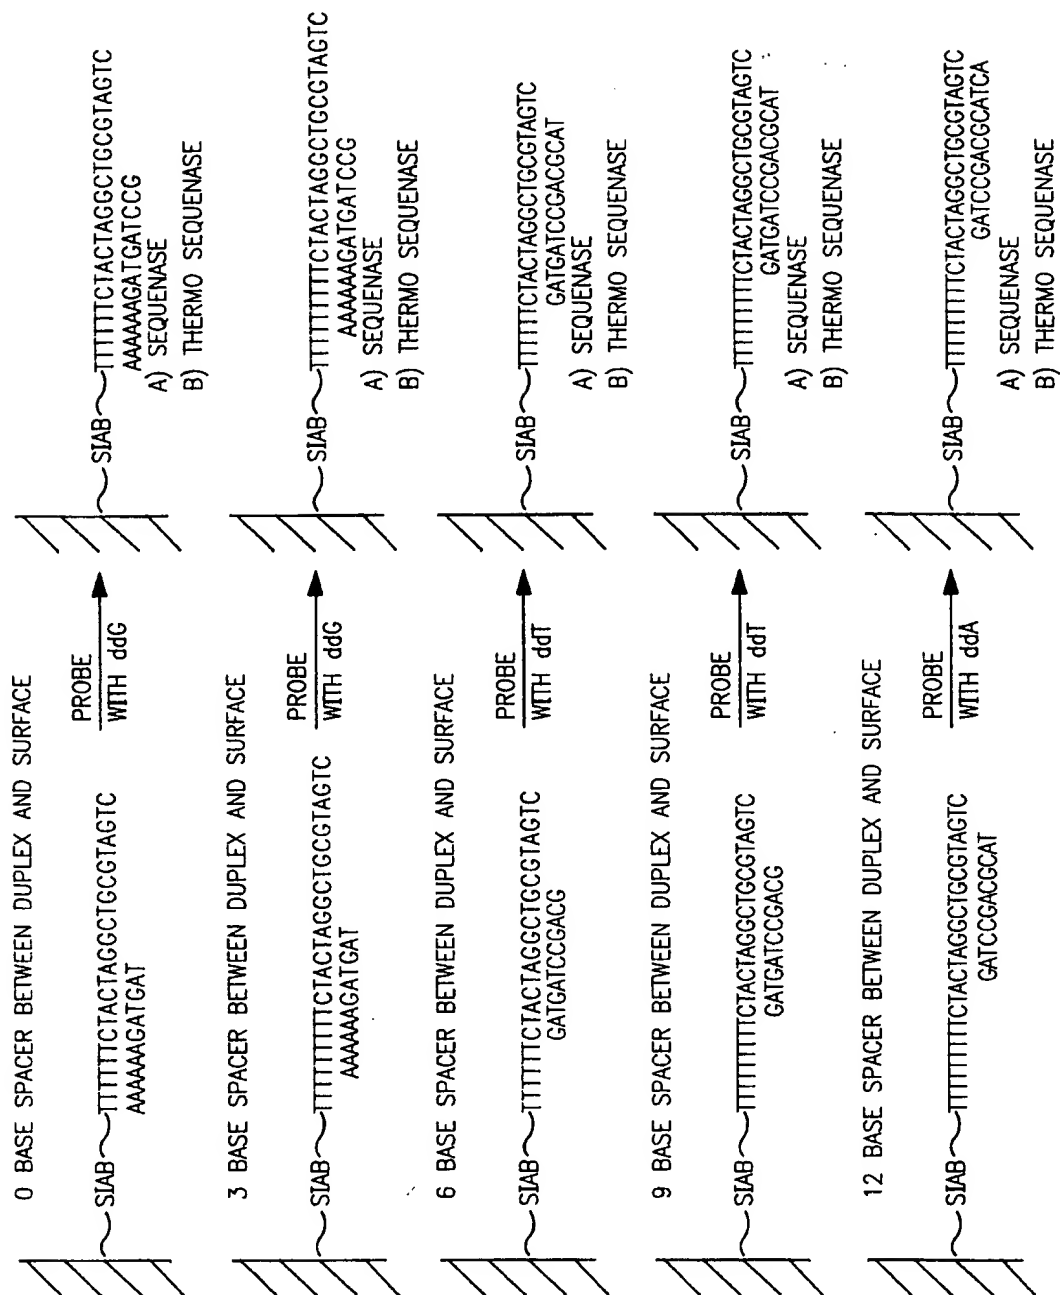 0 BASE SPACER BETWEEN DUPLEX AND SURFACE
SIAB
TTTTTTCTACTAGGCTGCGTAGTC
AAAAAGATGAT
PROBE
WITH ddG
SIAB
TTTTTTCTACTAGGCTGCGTAGTC
AAAAAGATGATCCG
A) SEQUENASE
B) THERMO SEQUENASE
3 BASE SPACER BETWEEN DUPLEX AND SURFACE
SIAB
TTTTTTTTTCTACTAGGCTGCGTAGTC
AAAAAGATGAT
PROBE
WITH ddG
SIAB
TTTTTTTTTCTACTAGGCTGCGTAGTC
AAAAAGATGATCCG
A) SEQUENASE
B) THERMO SEQUENASE
6 BASE SPACER BETWEEN DUPLEX AND SURFACE
SIAB
TTTTTTCTACTAGGCTGCGTAGTC
GATGATCCGACG
PROBE
WITH ddT
SIAB
TTTTTTCTACTAGGCTGCGTAGTC
GATGATCCGACGCAT
A) SEQUENASE
B) THERMO SEQUENASE
9 BASE SPACER BETWEEN DUPLEX AND SURFACE
SIAB
TTTTTTTTTCTACTAGGCTGCGTAGTC
GATGATCCGACG
PROBE
WITH ddT
SIAB
TTTTTTTTTCTACTAGGCTGCGTAGTC
GATGATCCGACGCAT
A) SEQUENASE
B) THERMO SEQUENASE
12 BASE SPACER BETWEEN DUPLEX AND SURFACE
SIAB
TTTTTTTTTCTACTAGGCTGCGTAGTC
GATCCGACGCAT
PROBE
WITH ddA
SIAB
TTTTTTTTTCTACTAGGCTGCGTAGTC
GATCCGACGCATCA
A) SEQUENASE
B) THERMO SEQUENASE